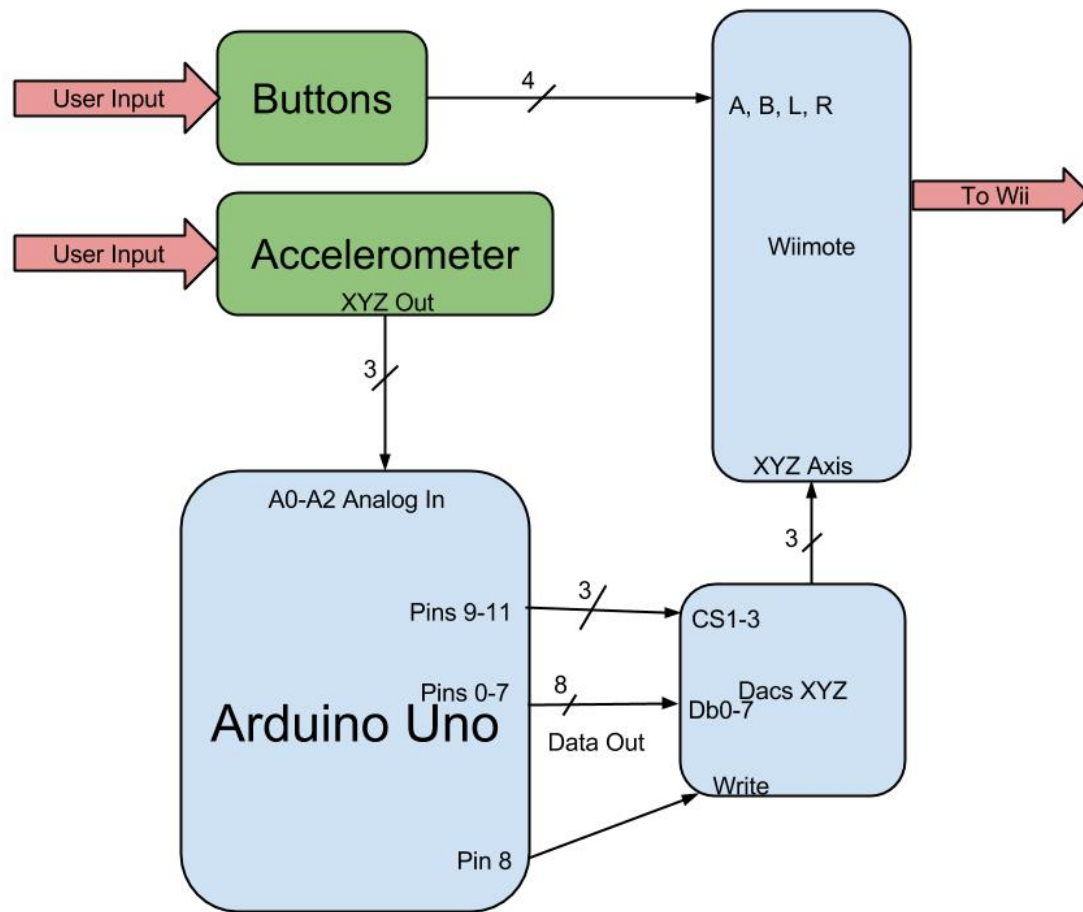 User Input
Buttons
4
A, B, L, R
To Wii
User Input
Accelerometer
XYZ Out
Wiimote
3
XYZ Axis
A0-A2 Analog In
3
Pins 9-11
3
CS1-3
Pins 0-7
8
Dacs XYZ
Db0-7
Arduino Uno
Data Out
Write
Pin 8